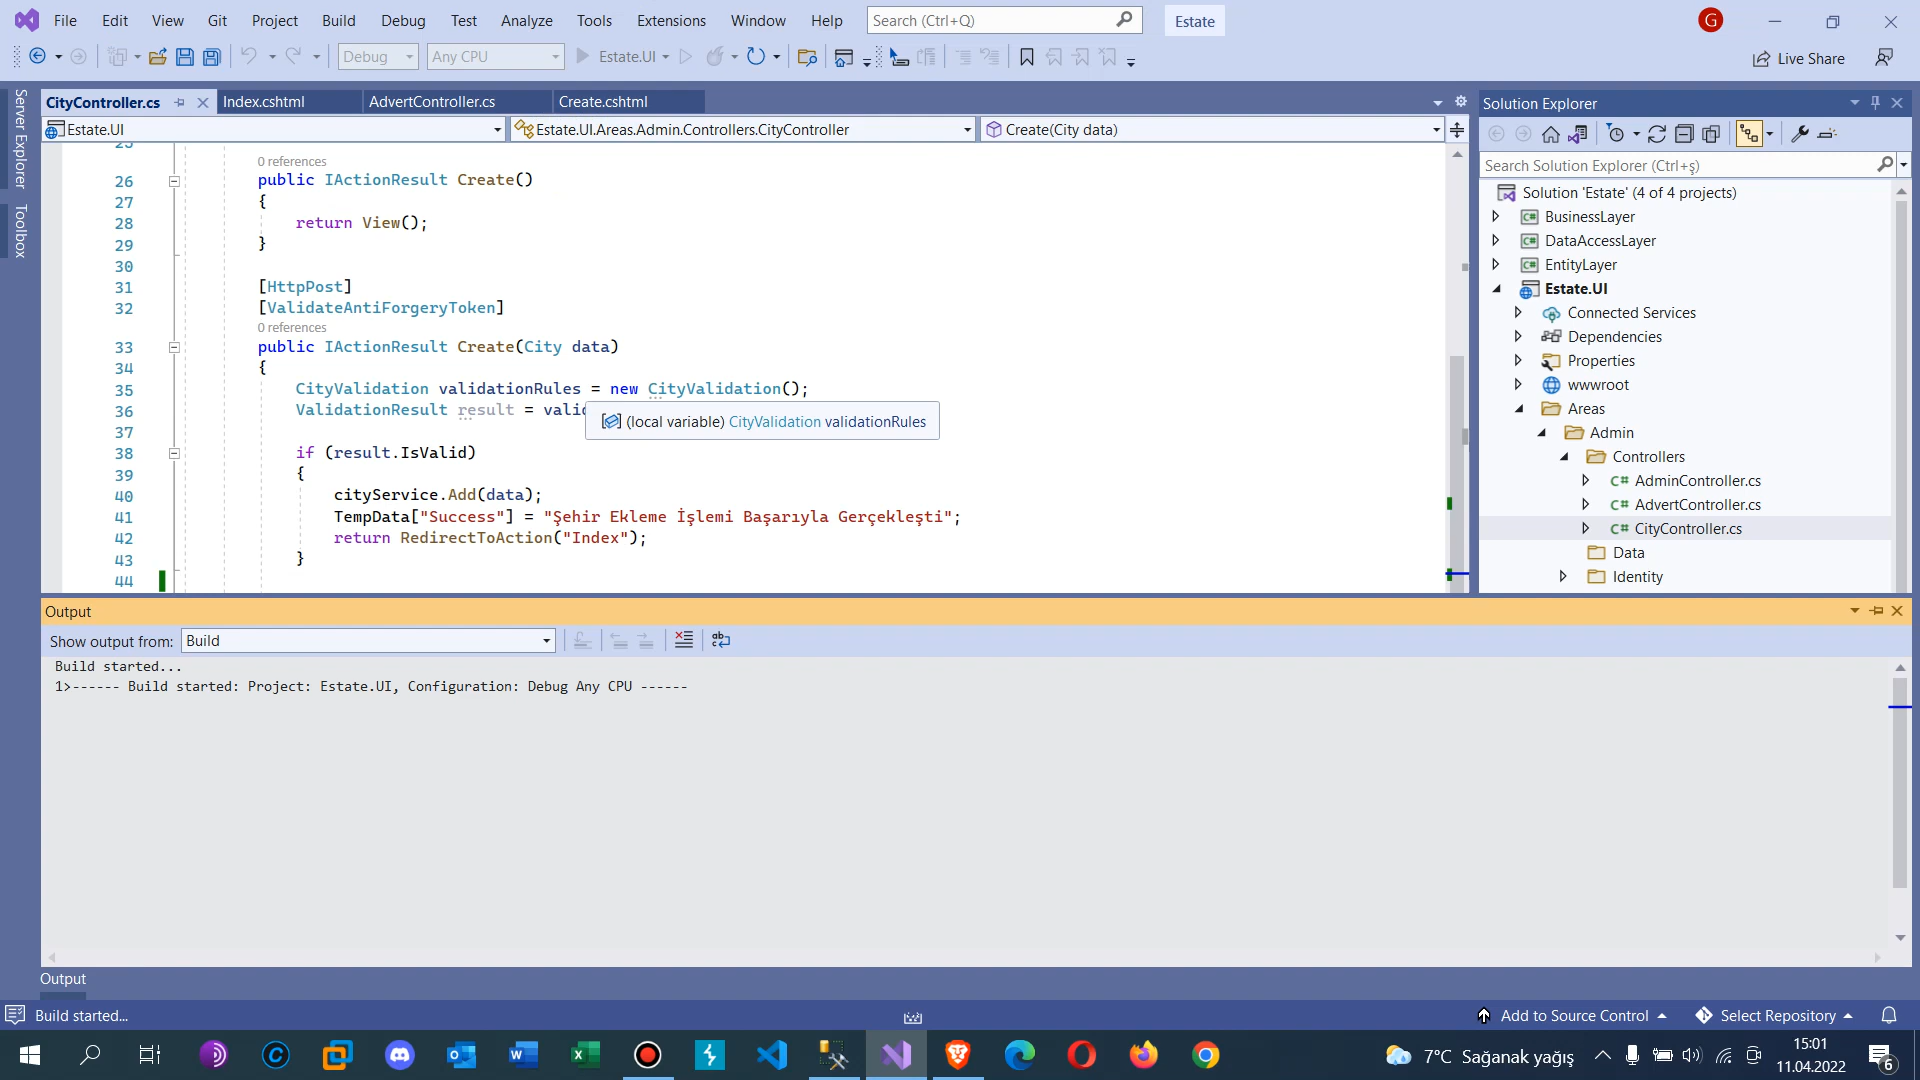 File Edit View Git Project Build Debug Test Analyze Tools Extensions Window Help Search (Ctrl+Q) Estate G
Debug Any CPU Estate.UI Live Share
Server Explorer
Toolbox
CityController.cs Index.cshtml AdvertController.cs Create.cshtml
Estate.UI Estate.UI.Areas.Admin.Controllers.CityController Create(City data)
0 references
26 public IActionResult Create()
27 {
28 return View();
29 }
30
31 [HttpPost]
32 [ValidateAntiForgeryToken]
0 references
33 public IActionResult Create(City data)
34 {
35 CityValidation validationRules = new CityValidation();
36 ValidationResult result = valid
(local variable) CityValidation validationRules
37
38 if (result.IsValid)
39 {
40 cityService.Add(data);
41 TempData["Success"] = "Şehir Ekleme İşlemi Başarıyla Gerçekleşti";
42 return RedirectToAction("Index");
43 }
44
Solution Explorer
Search Solution Explorer (Ctrl+ş)
Solution 'Estate' (4 of 4 projects)
BusinessLayer
DataAccessLayer
EntityLayer
Estate.UI
Connected Services
Dependencies
Properties
wwwroot
Areas
Admin
Controllers
AdminController.cs
AdvertController.cs
CityController.cs
Data
Identity
Output
Show output from: Build
Build started...
1>------ Build started: Project: Estate.UI, Configuration: Debug Any CPU ------
Output
Build started... Add to Source Control Select Repository
7°C Sağanak yağış 15:01
11.04.2022 6